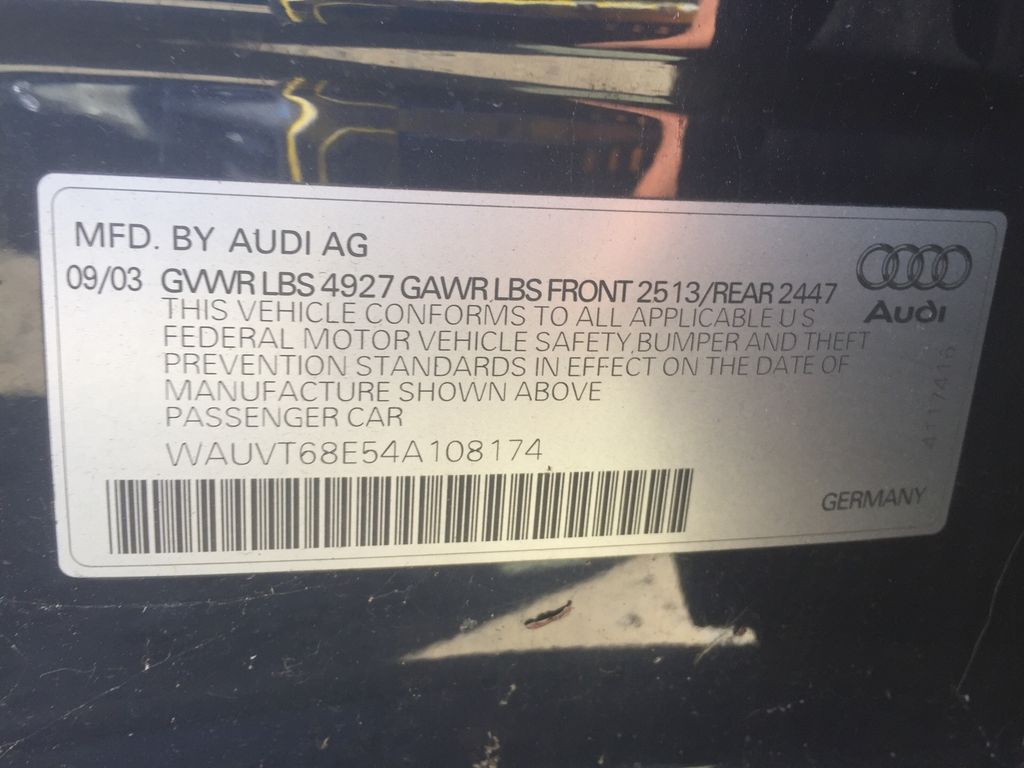 MFD. BY AUDI AG
09/03 GVWR LBS 4927 GAWR LBS FRONT 2513/REAR 2447
THIS VEHICLE CONFORMS TO ALL APPLICABLE U S
FEDERAL MOTOR VEHICLE SAFETY, BUMPER AND THEFT
PREVENTION STANDARDS IN EFFECT ON THE DATE OF
MANUFACTURE SHOWN ABOVE
PASSENGER CAR
WAUVT68E54A108174
Audi
4117416
GERMANY